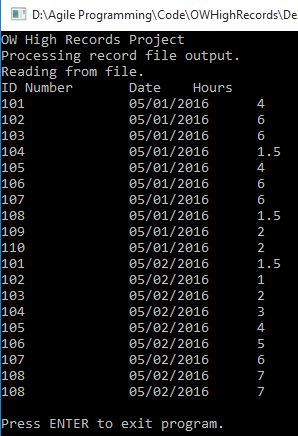 D:\Agile Programming\Code\OWHighRecords\De
OW High Records Project
Processing record file output.
Reading from file.
ID Number Date Hours
101 05/01/2016 4
102 05/01/2016 6
103 05/01/2016 6
104 05/01/2016 1.5
105 05/01/2016 4
106 05/01/2016 6
107 05/01/2016 6
108 05/01/2016 1.5
109 05/01/2016 2
110 05/01/2016 2
101 05/02/2016 1.5
102 05/02/2016 1
103 05/02/2016 2
104 05/02/2016 3
105 05/02/2016 4
106 05/02/2016 5
107 05/02/2016 6
108 05/02/2016 7
108 05/02/2016 7
Press ENTER to exit program.